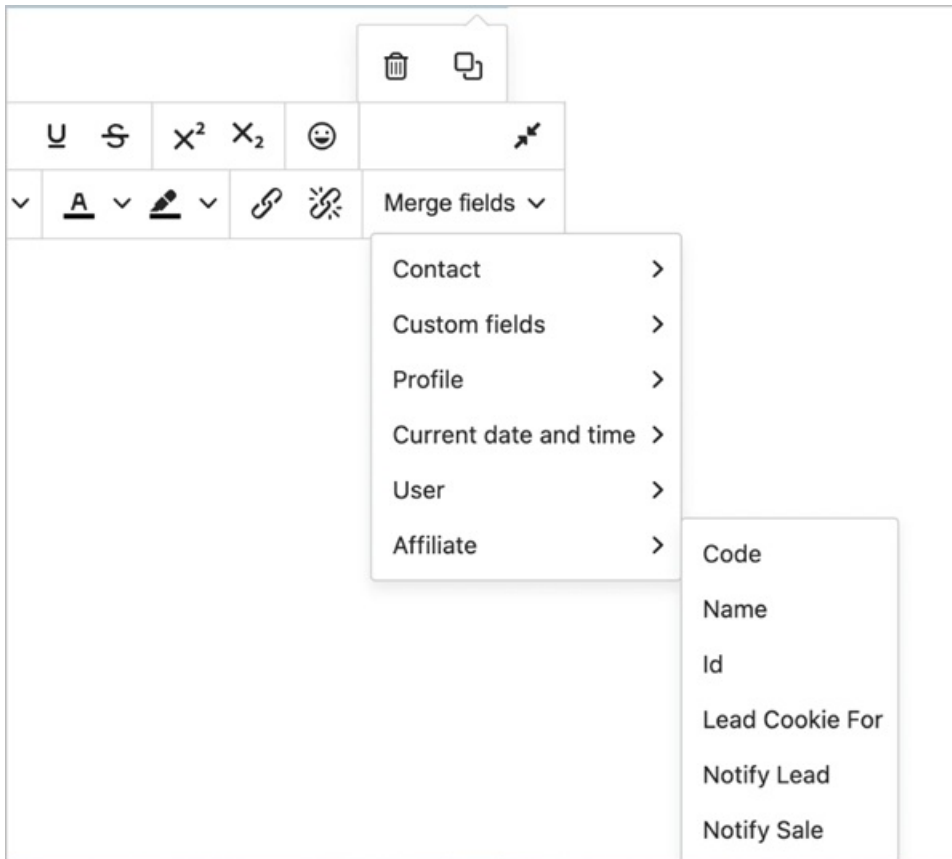 Merge fields
Contact
Custom fields
Profile
Current date and time
User
Affiliate
Code
Name
Id
Lead Cookie For
Notify Lead
Notify Sale